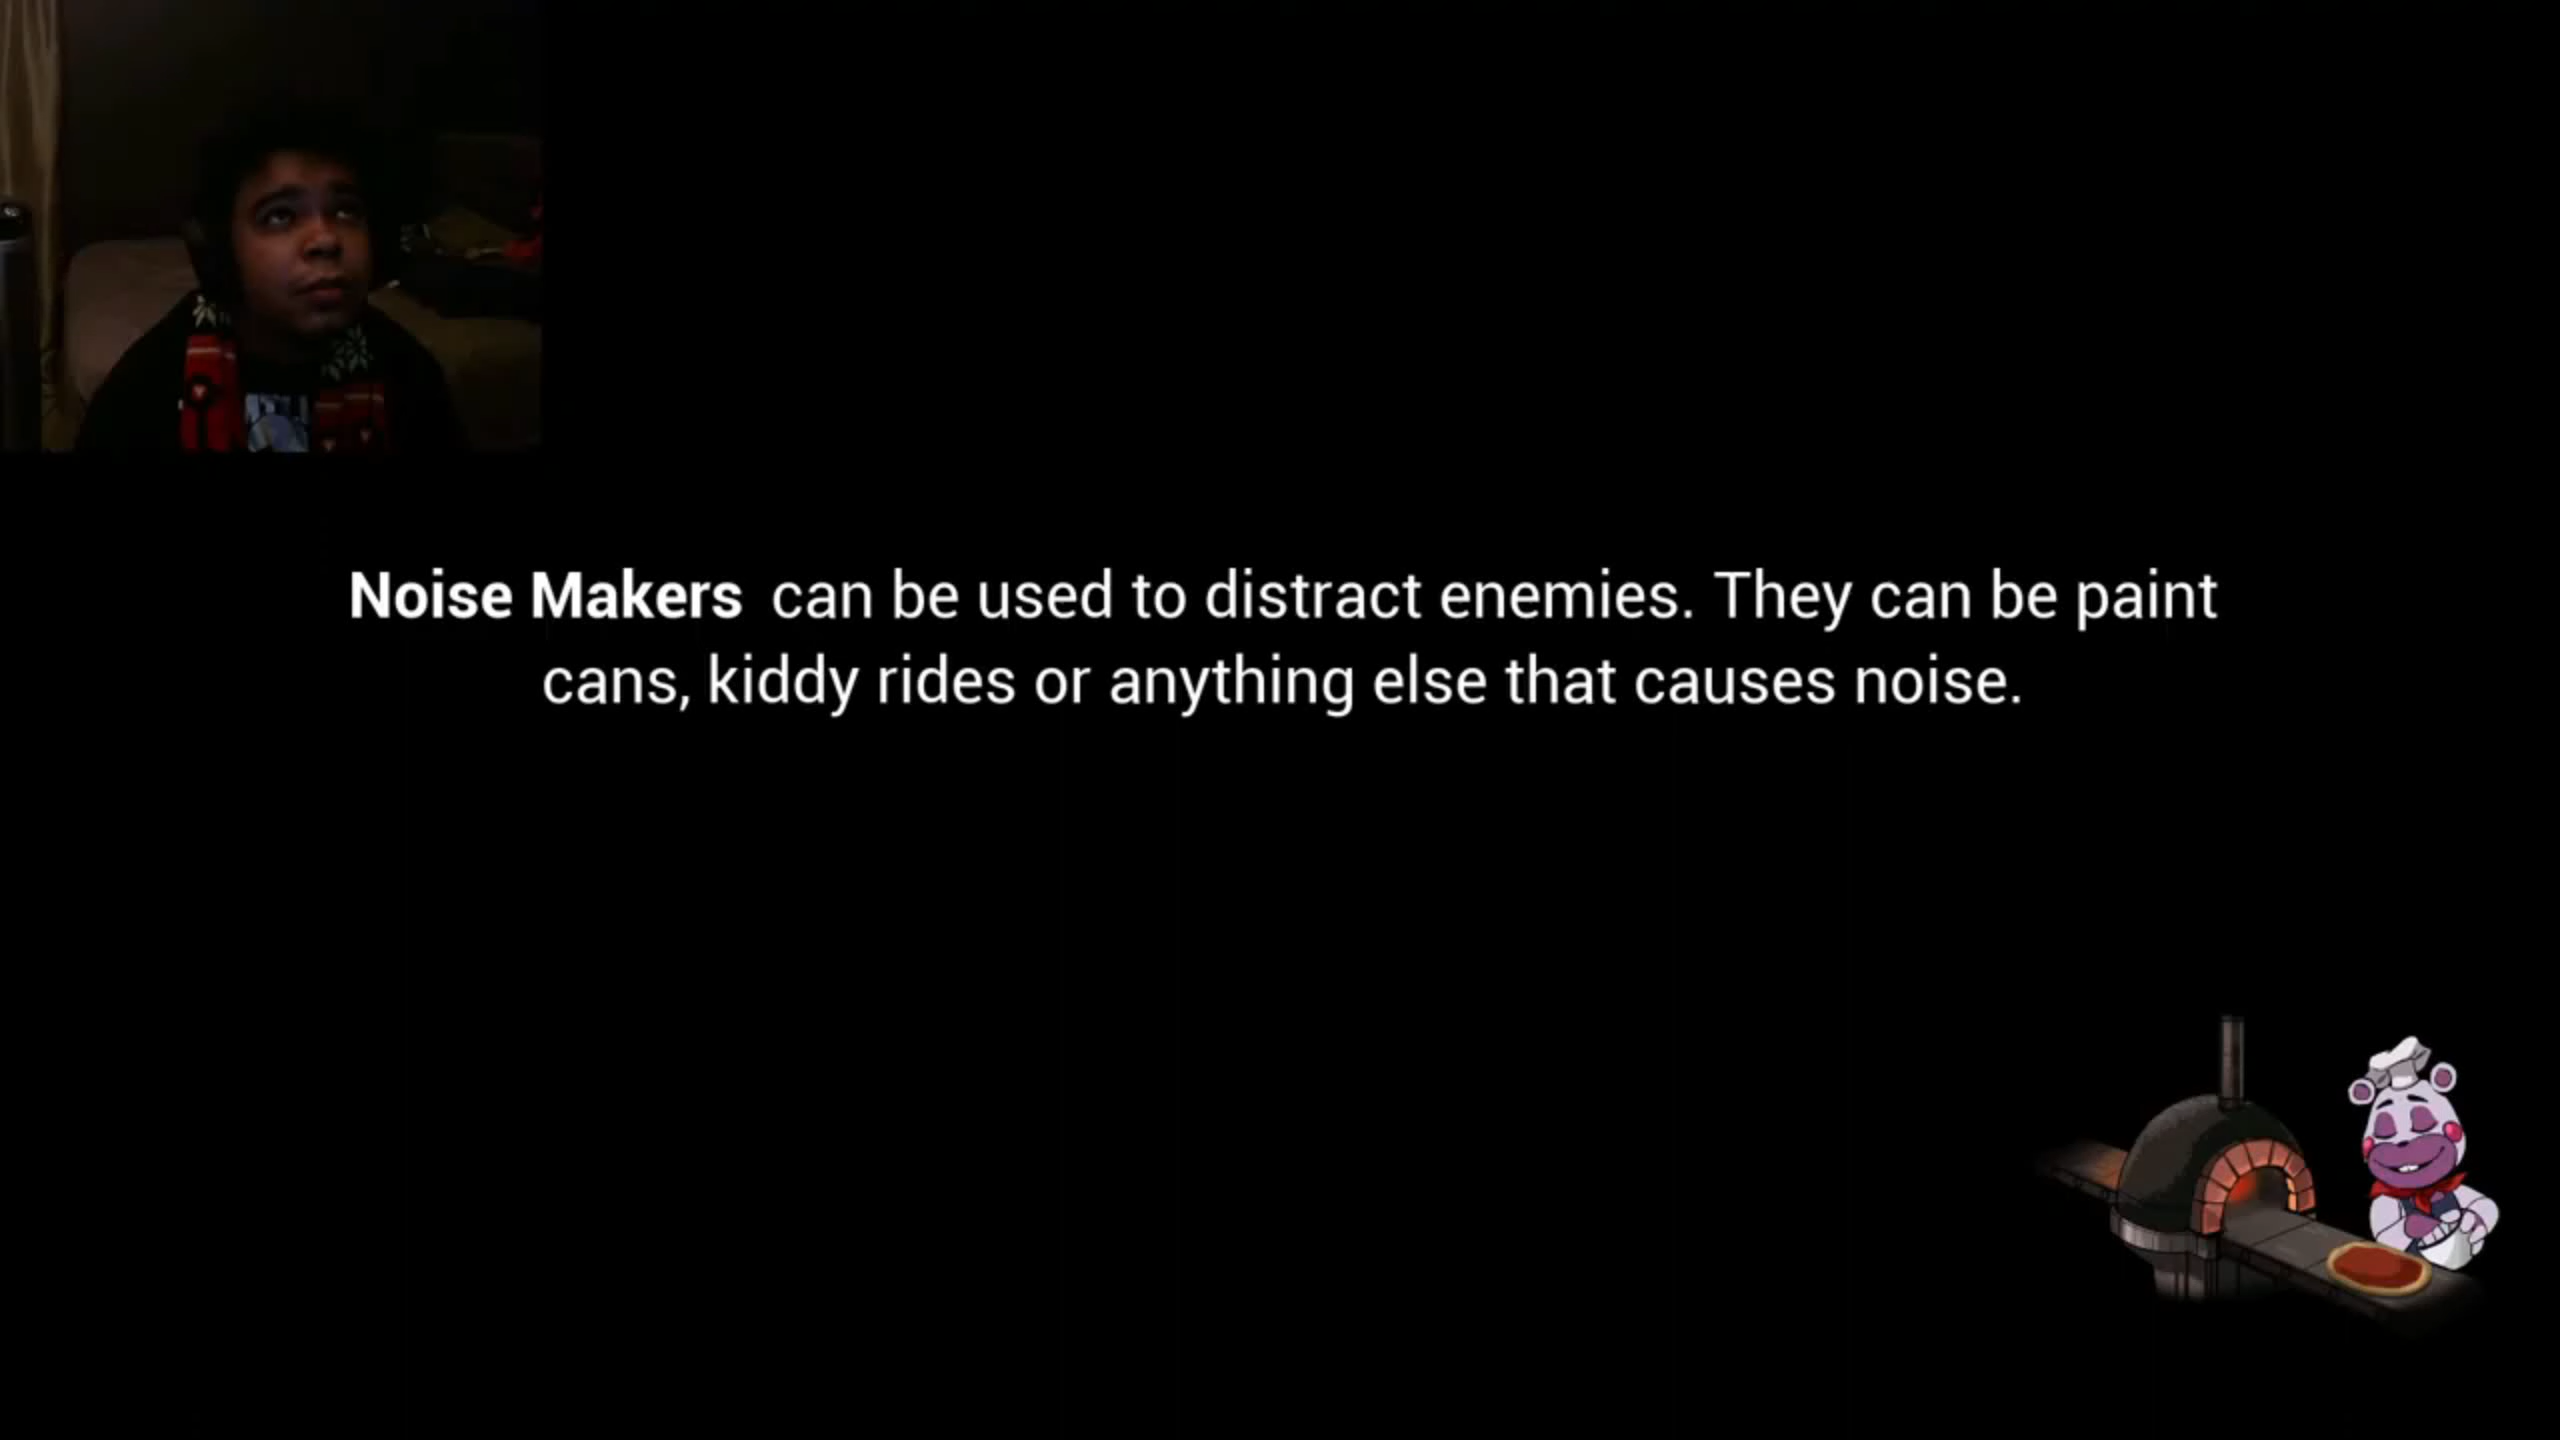 Noise Makers can be used to distract enemies. They can be paint
cans, kiddy rides or anything else that causes noise.